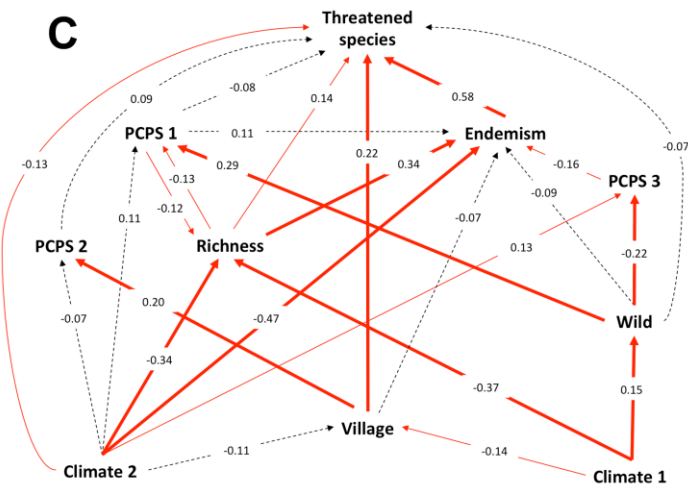 C
Threatened
species
0.09
-0.08
0.14
0.58
PCPS 1
0.11
Endemism
-0.07
-0.13
0.29
0.22
0.34
-0.16
-0.13
PCPS 3
-0.12
0.11
-0.09
-0.07
PCPS 2
Richness
0.13
-0.22
0.20
-0.07
-0.47
Wild
-0.34
-0.37
0.15
Village
-0.11
-0.14
Climate 2
Climate 1